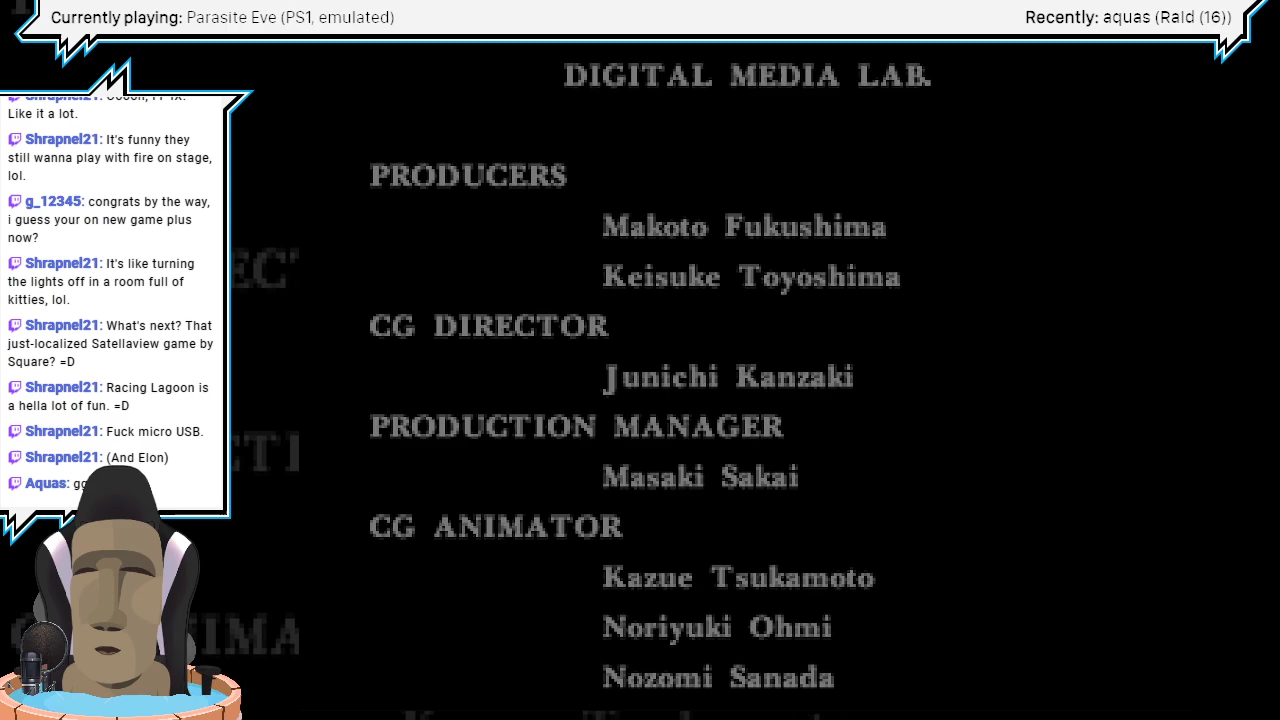 Currently playing: Parasite Eve (PS1, emulated)
Recently: aquas (RaId (16))
Like it a lot.
Shrapnel21: It's funny they
still wanna play with fire on stage,
lol.
g_12345: congrats by the way,
i guess your on new game plus
now?
Shrapnel21: It's like turning
the lights off in a room full of
kitties, lol.
Shrapnel21: What's next? That
just-localized Satellaview game by
Square? =D
Shrapnel21: Racing Lagoon is
a hella lot of fun. =D
Shrapnel21: Fuck micro USB.
Shrapnel21: (And Elon)
Aquas:
DIGITAL MEDIA LAB.
PRODUCERS
Makoto Fukushima
Keisuke Toyoshima
CG DIRECTOR
Junichi Kanzaki
PRODUCTION MANAGER
Masaki Sakai
CG ANIMATOR
Kazue Tsukamoto
Noriyuki Ohmi
Nozomi Sanada